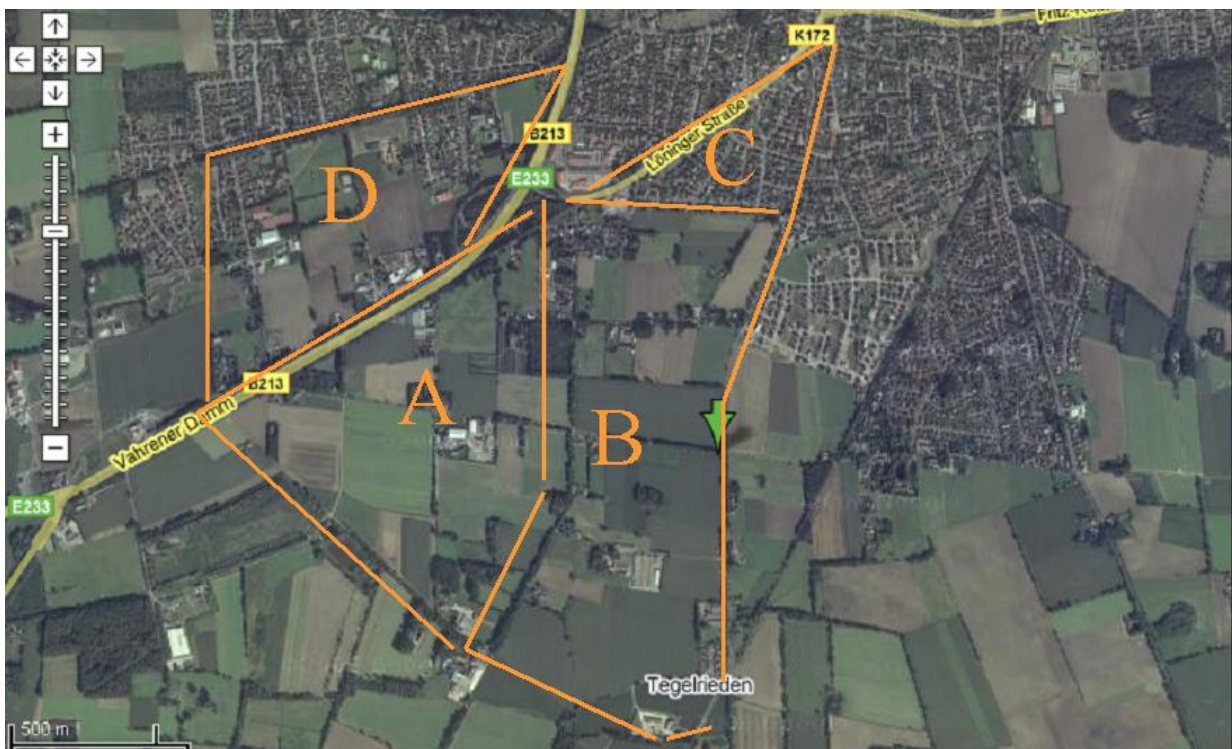 K172
B213
Löninger Straße
E233
C
D
A
B213
B
Vahrener Damm
E233
Tegelrieden
500 m